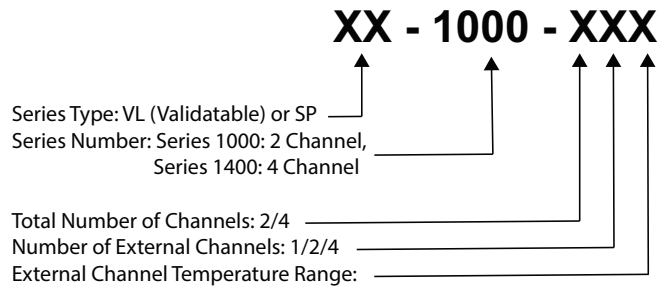 XX - 1000 - XXX
Series Type: VL (Validatable) or SP
Series Number: Series 1000: 2 Channel,
Series 1400: 4 Channel
Total Number of Channels: 2/4
Number of External Channels: 1/2/4
External Channel Temperature Range: